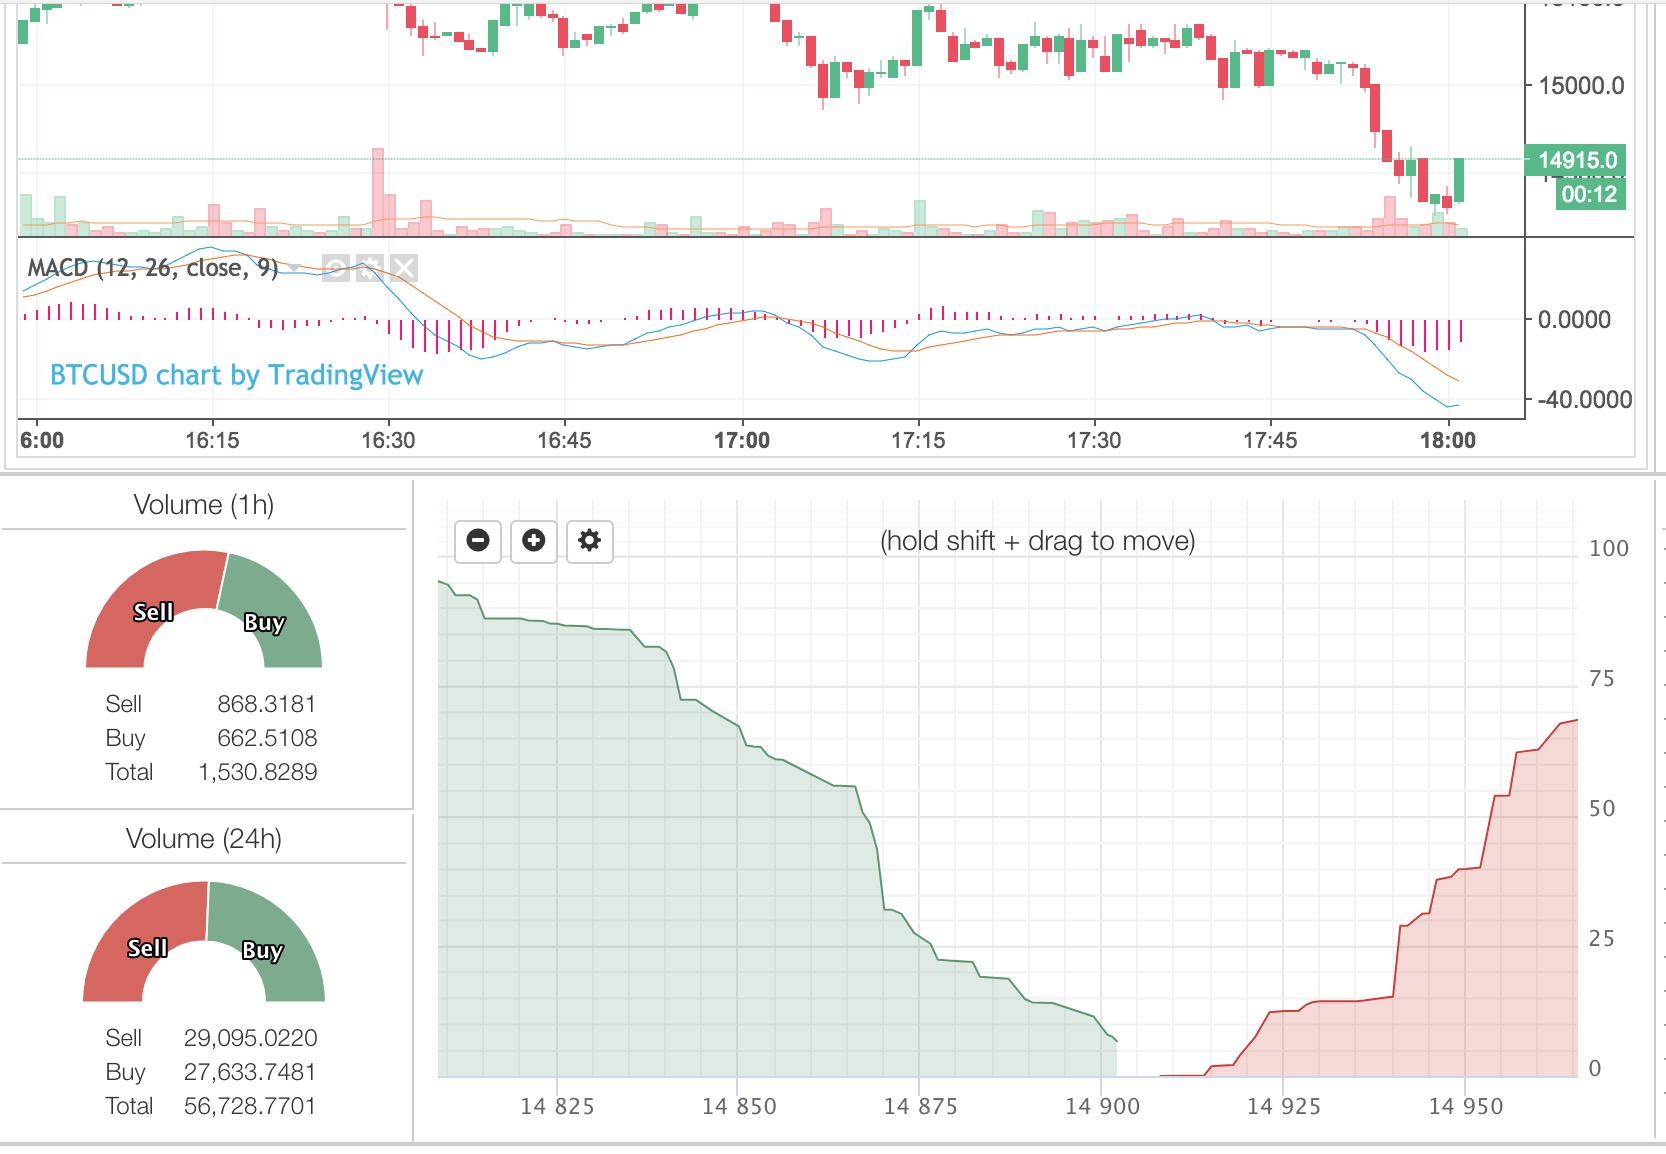 15000.0
14915.0
00:12
MACD (12, 26, close, 9)
0.0000
BTCUSD chart by TradingView
-40.0000
6:00 16:15 16:30 16:45 17:00 17:15 17:30 17:45 18:00
Volume (1h)
Sell
Buy
Sell 868.3181
Buy 662.5108
Total 1,530.8289
Volume (24h)
Sell
Buy
Sell 29,095.0220
Buy 27,633.7481
Total 56,728.7701
(hold shift + drag to move)
100
75
50
25
0
14 825 14 850 14 875 14 900 14 925 14 950